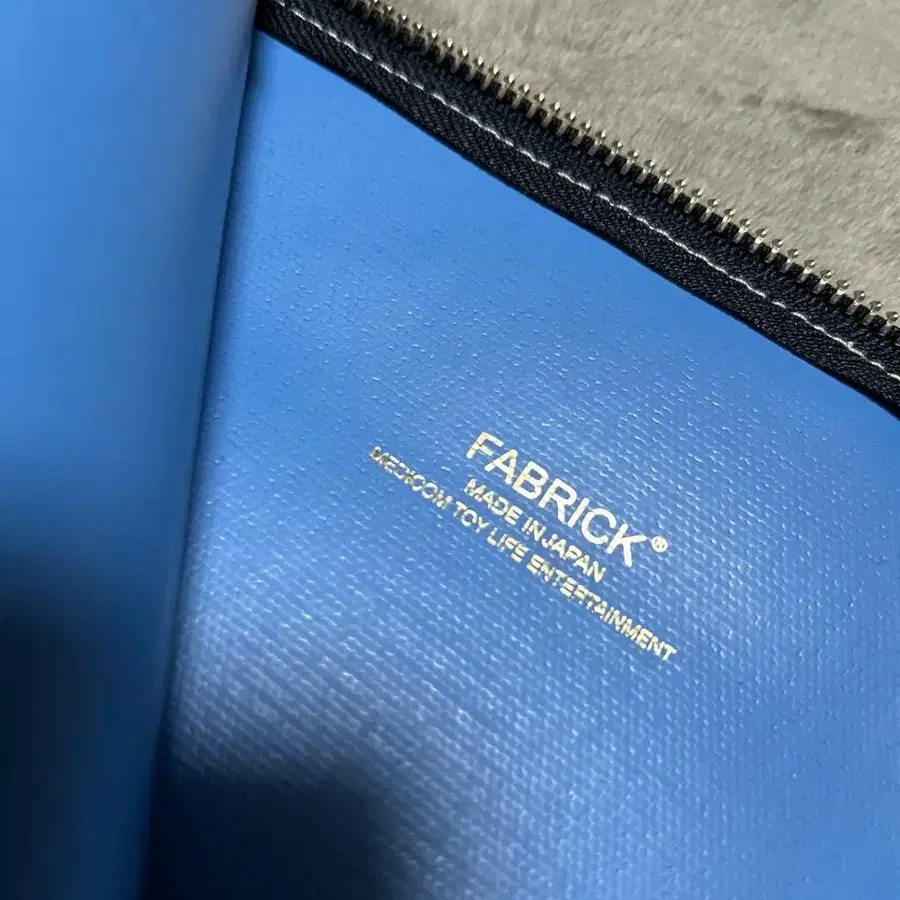 FABRICK®
MADE IN JAPAN
MEDICOM TOY LIFE ENTERTAINMENT